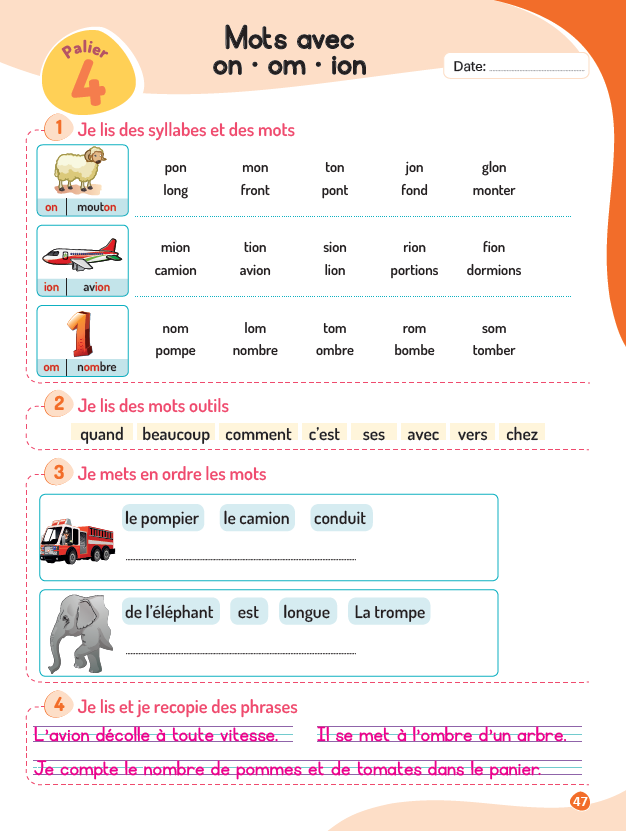 Mots avec
on · om · ion
Palier
4
Date:
1 Je lis des syllabes et des mots
pon mon ton jon glon
long front pont fond monter
on mouton
mion tion sion rion fion
camion avion lion portions dormions
ion avion
1
nom lom tom rom som
pompe nombre ombre bombe tomber
om nombre
2 Je lis des mots outils
quand beaucoup comment c'est ses avec vers chez
3 Je mets en ordre les mots
le pompier le camion conduit
de l'éléphant est longue La trompe
4 Je lis et je recopie des phrases
L'avion décolle à toute vitesse. Il se met à l'ombre d'un arbre.
Je compte le nombre de pommes et de tomates dans le panier.
47